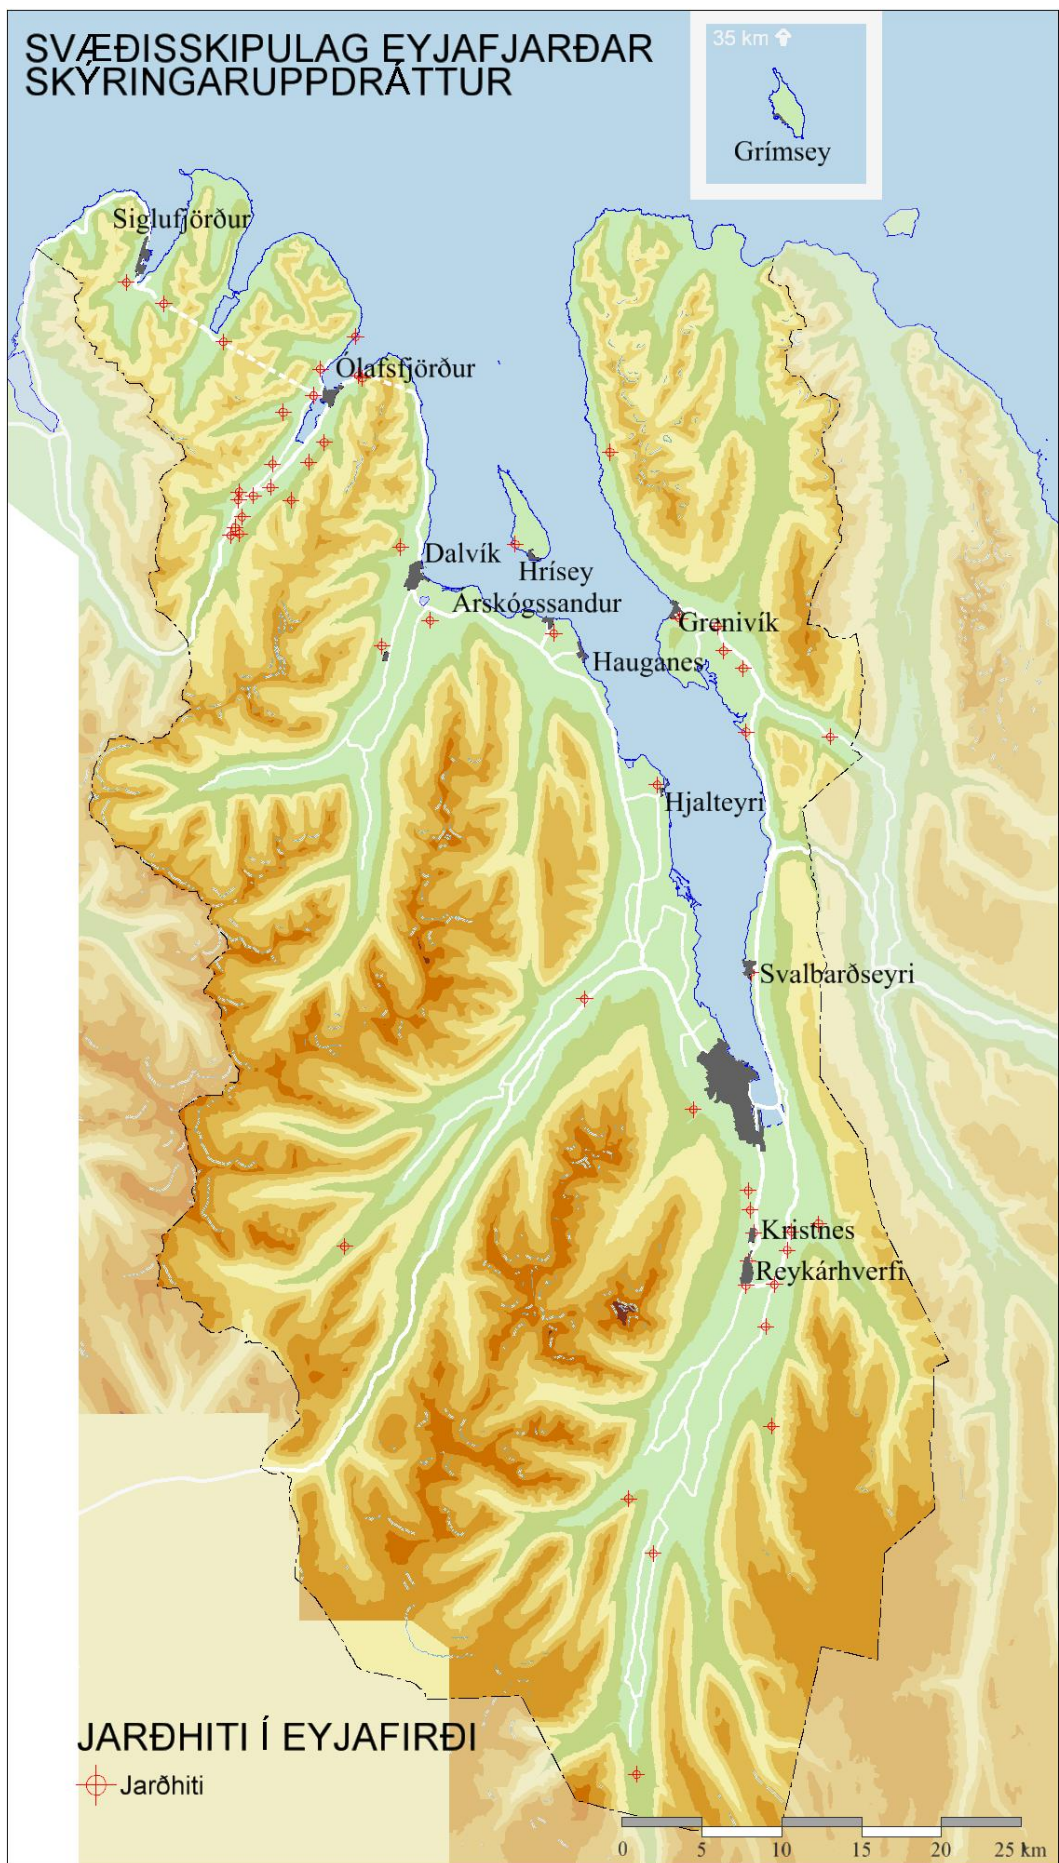 SVÆÐISSKIPULAG EYJAFJARÐAR
SKÝRINGARUPPDRÁTTUR
35 km
Grímsey
Siglufjörður
Ólafsfjörður
Dalvík
Hrísey
Arskógssandur
Grenivík
Hauganes
Hjalteyri
Svalbarðseyri
Kristnes
Reykárhverfi
JARÐHITI Í EYJAFIRÐI
Jarðhiti
0 5 10 15 20 25 km